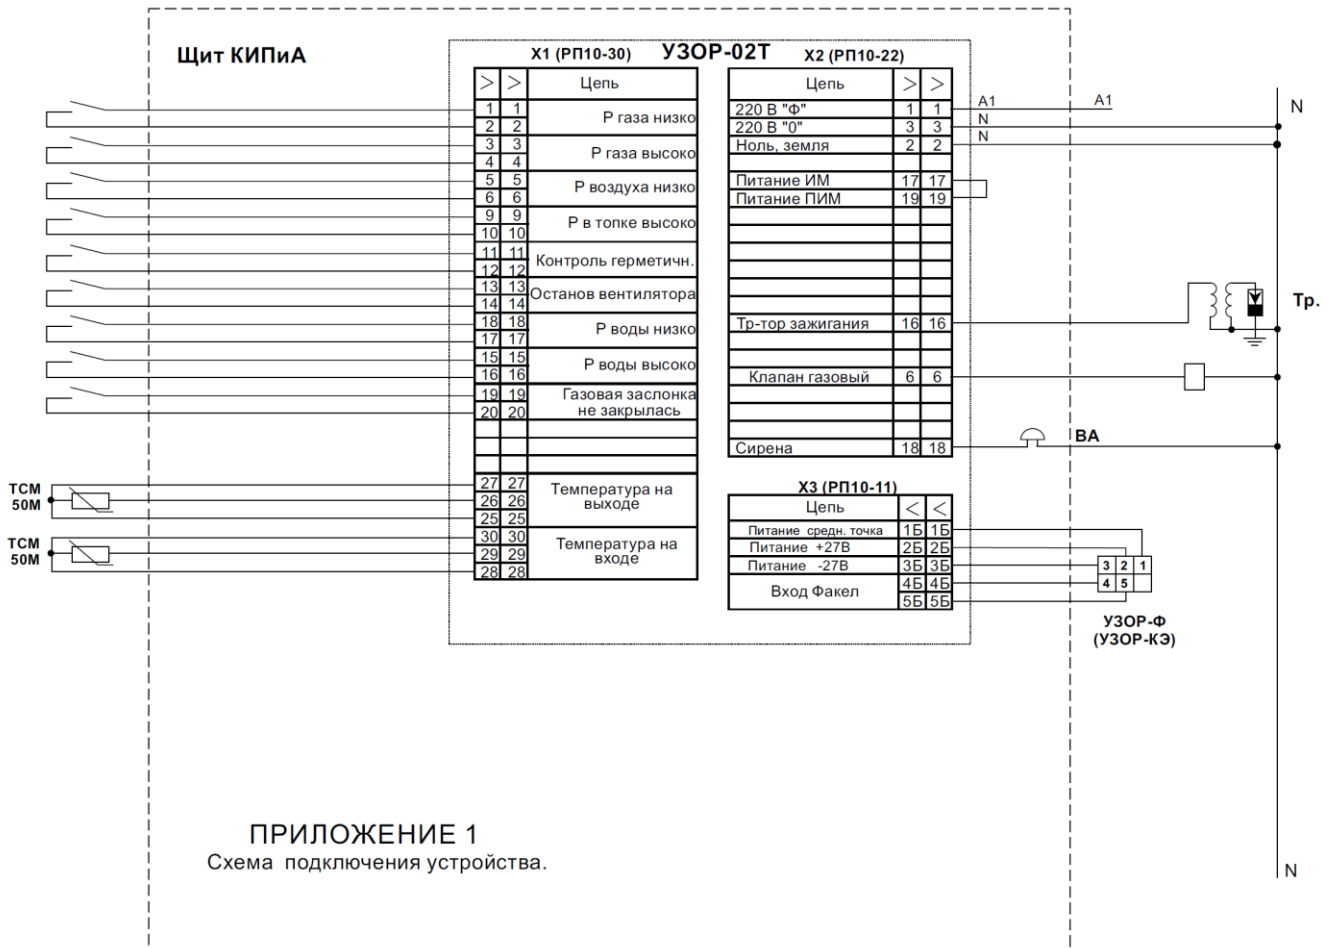 Щит КИПиА
УЗОР-02Т
X1 (РП10-30)
> > Цепь
1 1 Р газа низко
2 2
3 3 Р газа высоко
4 4
5 5 Р воздуха низко
6 6
9 9 Р в топке высоко
10 10
11 11 Контроль герметичн.
12 12
13 13 Останов вентилятора
14 14
18 18 Р воды низко
17 17
15 15 Р воды высоко
16 16
19 19 Газовая заслонка
20 20 не закрылась
27 27 Температура на
26 26 выходе
25 25
30 30 Температура на
29 29 входе
28 28
ТСМ
50М
ТСМ
50М
X2 (РП10-22)
Цепь > >
220 В "Ф" 1 1 A1 A1
220 В "0" 3 3 N
Ноль, земля 2 2 N
Питание ИМ 17 17
Питание ПИМ 19 19
Тр-тор зажигания 16 16
Клапан газовый 6 6
Сирена 18 18
N
Тр.
ВА
X3 (РП10-11)
Цепь < <
Питание средн. точка 1Б 1Б
Питание +27В 2Б 2Б
Питание -27В 3Б 3Б
Вход Факел 4Б 4Б
5Б 5Б
3 2 1
4 5
УЗОР-Ф
(УЗОР-КЭ)
ПРИЛОЖЕНИЕ 1
Схема подключения устройства.
N